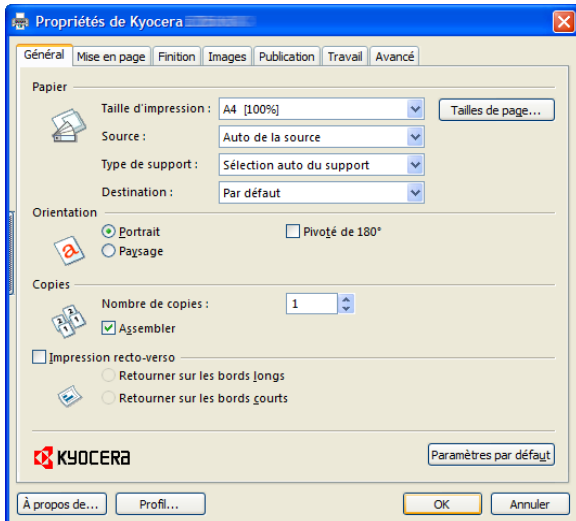 Propriétés de Kyocera
Général Mise en page Finition Images Publication Travail Avancé
Papier
Taille d'impression : A4 [100%] Tailles de page...
Source : Auto de la source
Type de support : Sélection auto du support
Destination : Par défaut
Orientation
Portrait Pivoté de 180°
Paysage
Copies
Nombre de copies : 1
Assembler
Impression recto-verso
Retourner sur les bords longs
Retourner sur les bords courts
KYOCERA Paramètres par défaut
À propos de... Profil... OK Annuler